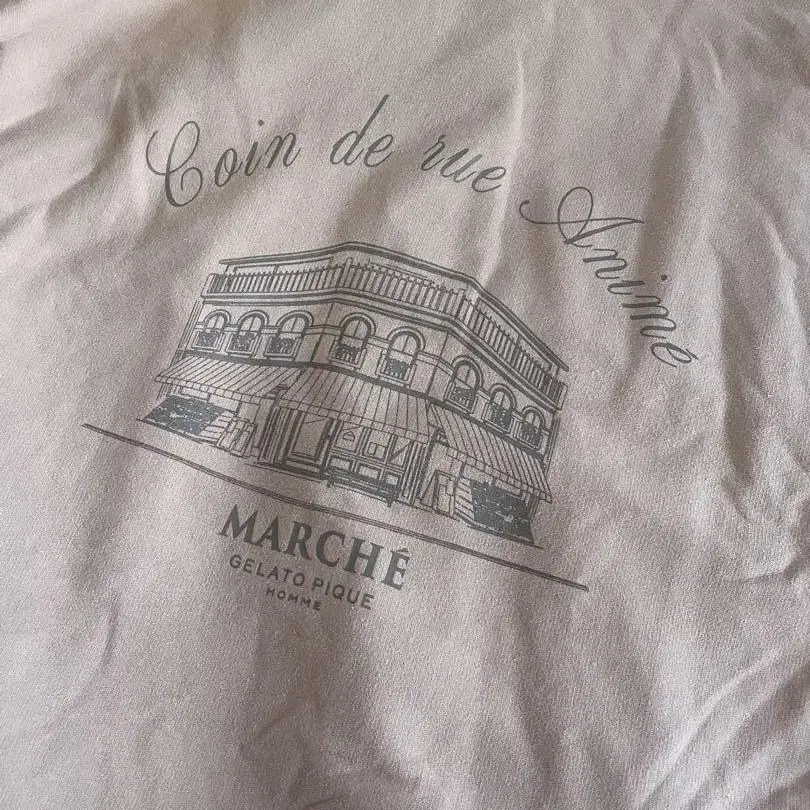 Coin de rue Animé
MARCHÉ
GELATO PIQUE
HOMME